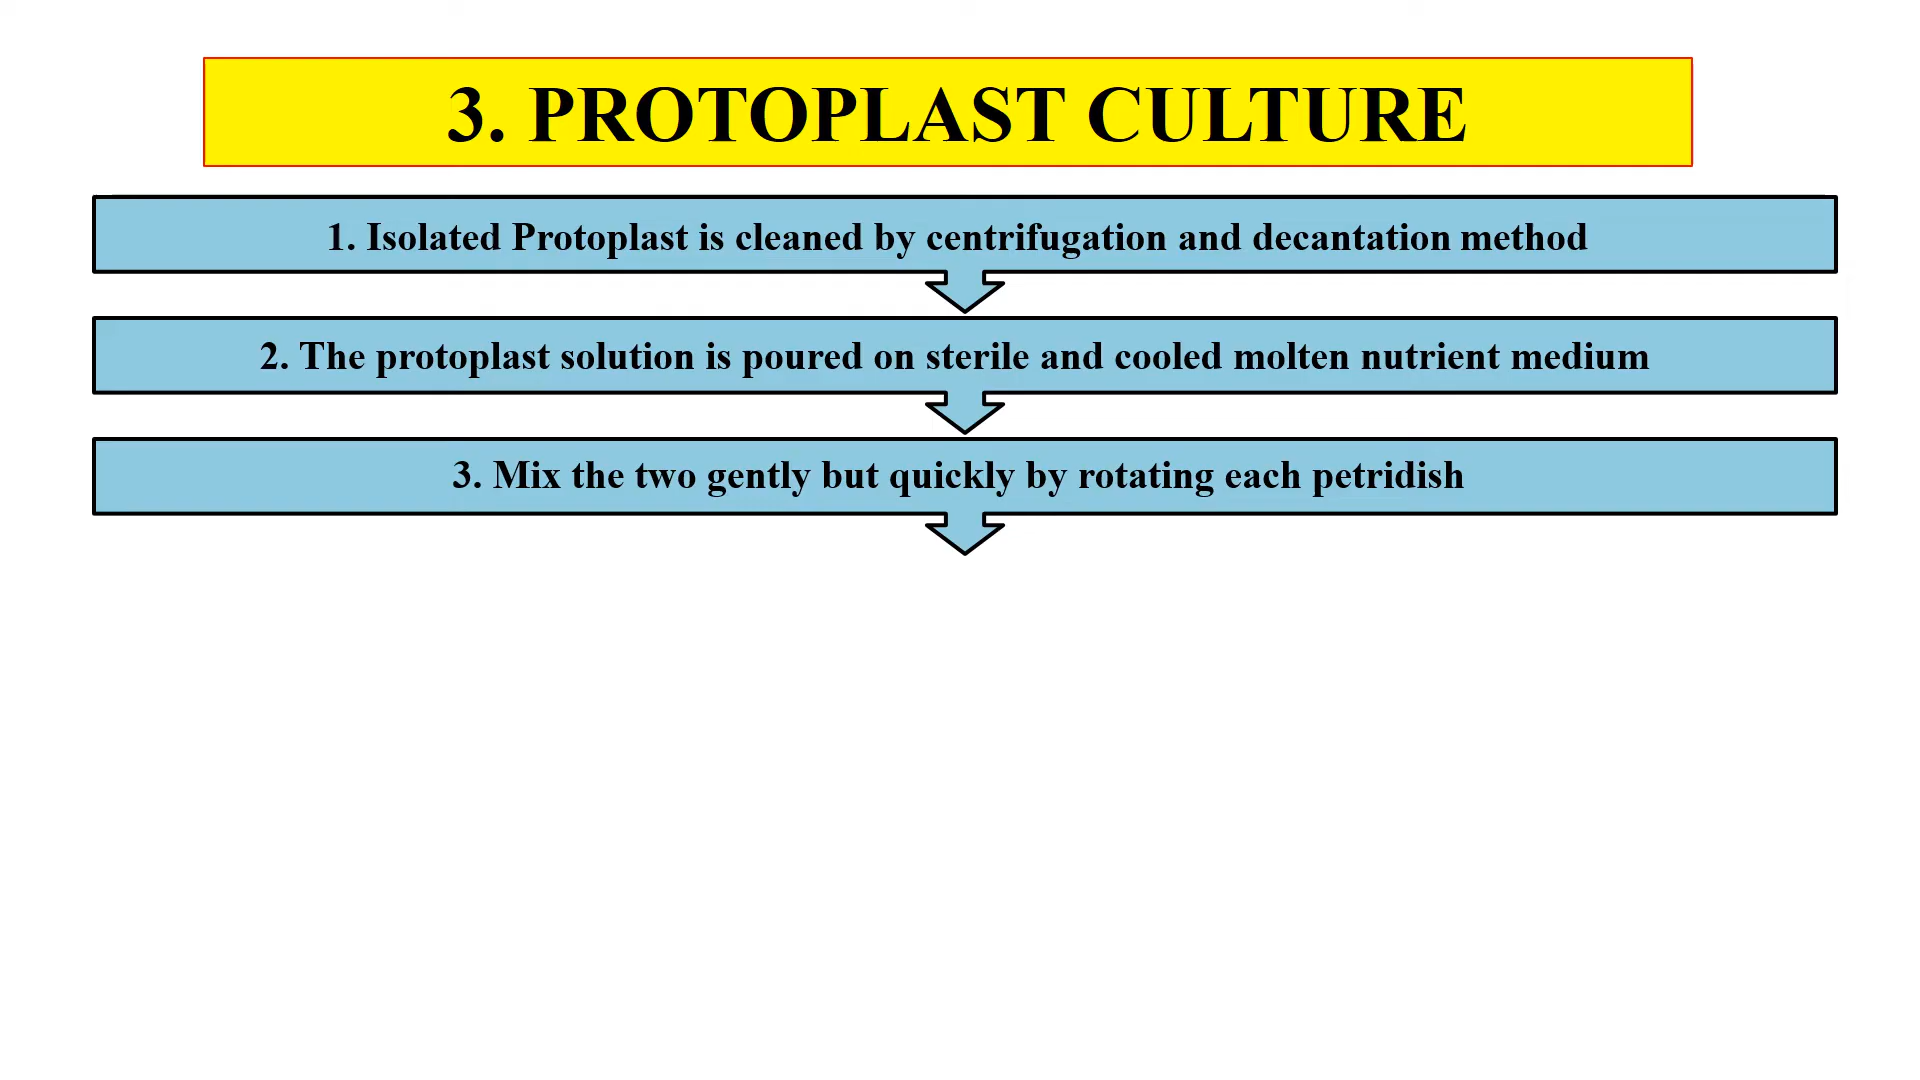 3. PROTOPLAST CULTURE
1. Isolated Protoplast is cleaned by centrifugation and decantation method
2. The protoplast solution is poured on sterile and cooled molten nutrient medium
3. Mix the two gently but quickly by rotating each petridish